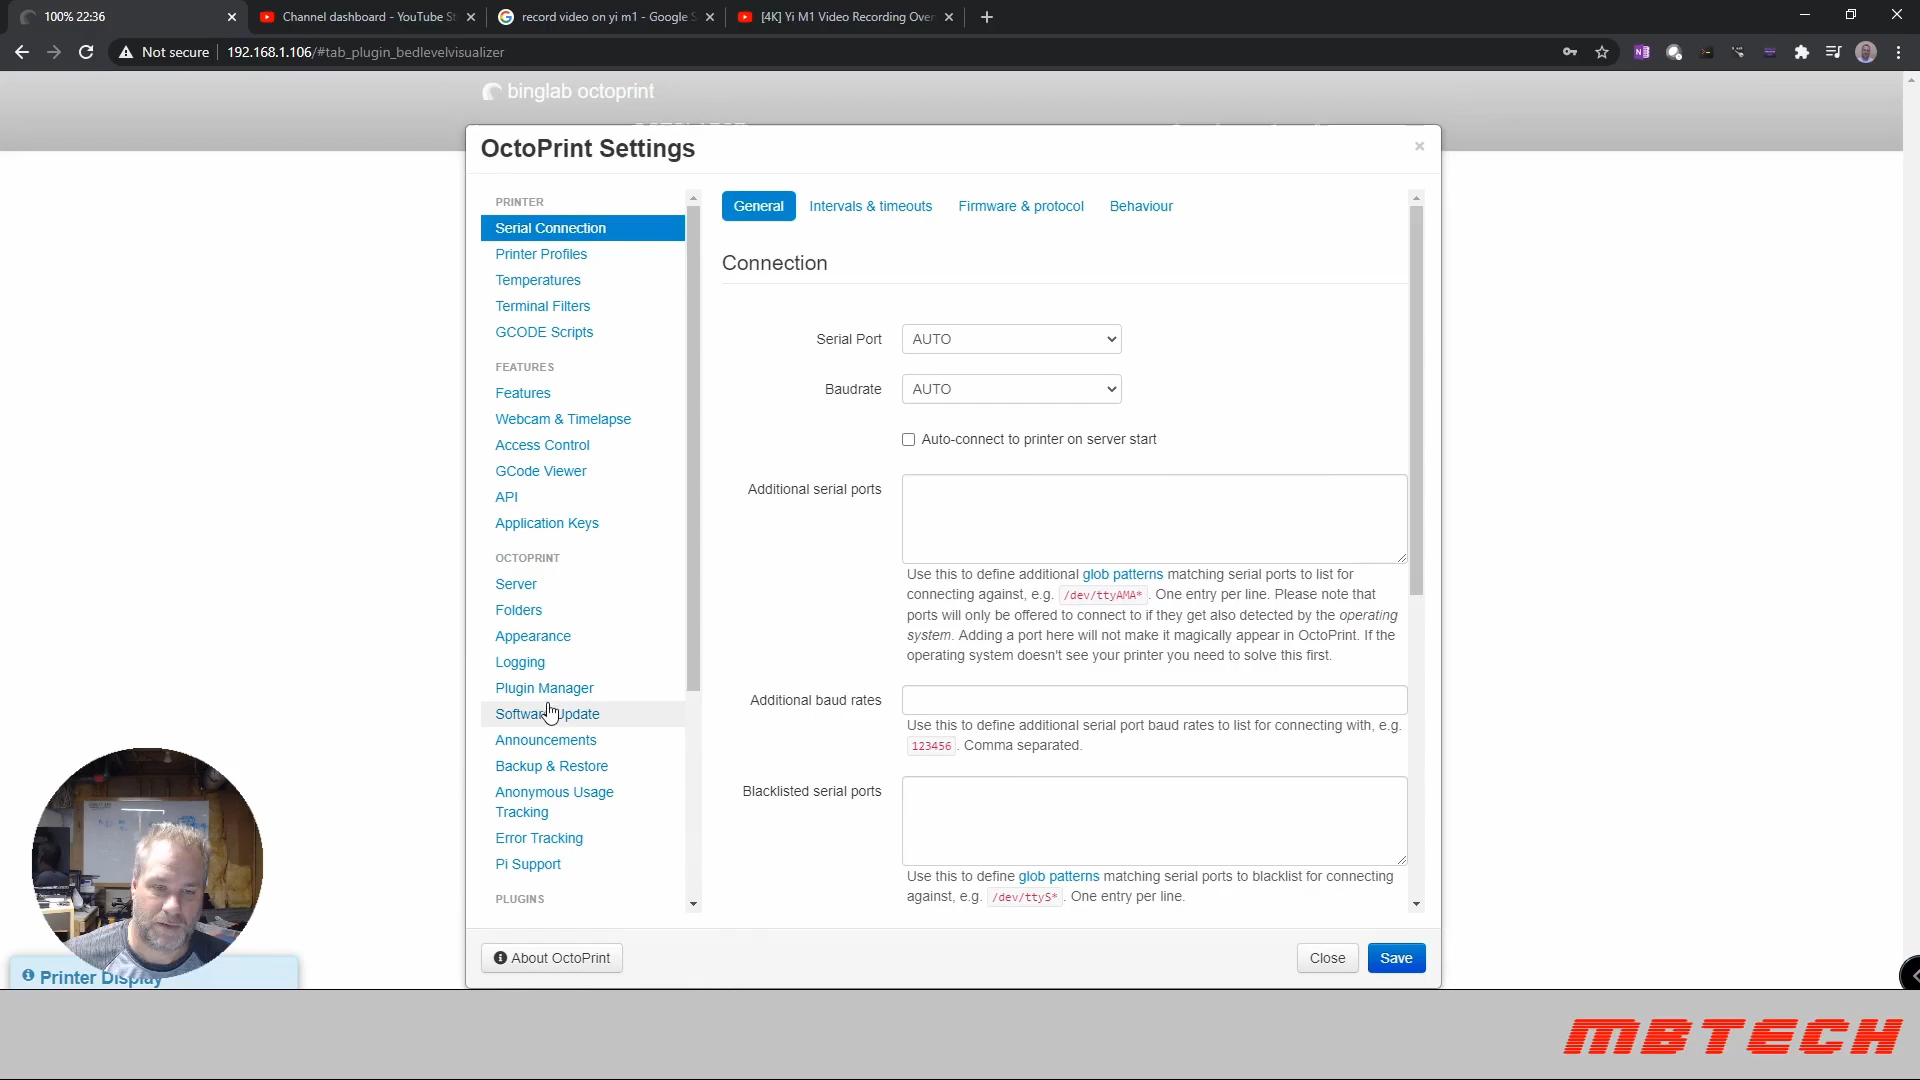 100% 22:36
Channel dashboard - YouTube St
record video on yi m1 - Google S
[4K] Yi M1 Video Recording Over
Not secure
192.168.1.106/#tab_plugin_bedlevelvisualizer
binglab octoprint
OctoPrint Settings
PRINTER
Serial Connection
Printer Profiles
Temperatures
Terminal Filters
GCODE Scripts
FEATURES
Features
Webcam & Timelapse
Access Control
GCode Viewer
API
Application Keys
OCTOPRINT
Server
Folders
Appearance
Logging
Plugin Manager
Software Update
Announcements
Backup & Restore
Anonymous Usage
Tracking
Error Tracking
Pi Support
PLUGINS
General
Intervals & timeouts
Firmware & protocol
Behaviour
Connection
Serial Port AUTO
Baudrate AUTO
Auto-connect to printer on server start
Additional serial ports
Use this to define additional glob patterns matching serial ports to list for
connecting against, e.g. /dev/ttyAMA* . One entry per line. Please note that
ports will only be offered to connect to if they get also detected by the operating
system. Adding a port here will not make it magically appear in OctoPrint. If the
operating system doesn't see your printer you need to solve this first.
Additional baud rates
Use this to define additional serial port baud rates to list for connecting with, e.g.
123456 . Comma separated.
Blacklisted serial ports
Use this to define glob patterns matching serial ports to blacklist for connecting
against, e.g. /dev/ttyS* . One entry per line.
About OctoPrint
Close
Save
Printer Display
MBTECH